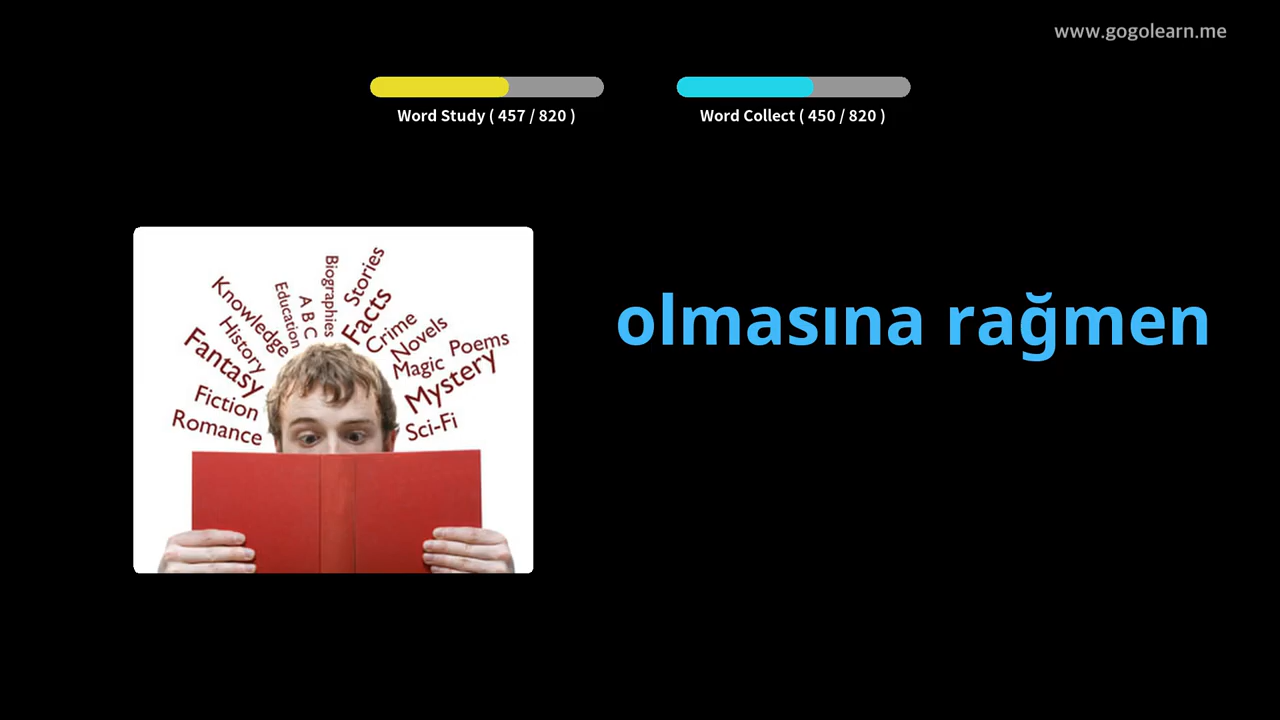 www.gogolearn.me
Word Study ( 457 / 820 )
Word Collect ( 450 / 820 )
olmasına rağmen
Knowledge
Education
A B C
Biographies
Stories
Facts
Crime
Novels
Poems
Magic
Mystery
Sci-Fi
History
Fantasy
Fiction
Romance